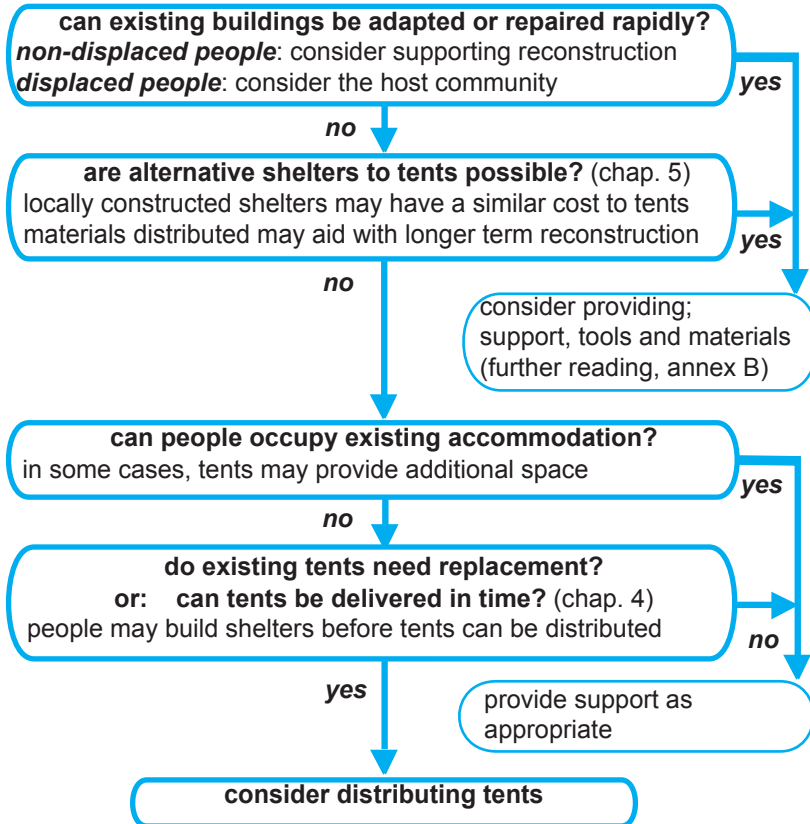 can existing buildings be adapted or repaired rapidly?
non-displaced people: consider supporting reconstruction
displaced people: consider the host community
yes
no
are alternative shelters to tents possible? (chap. 5)
locally constructed shelters may have a similar cost to tents
materials distributed may aid with longer term reconstruction
yes
no
consider providing;
support, tools and materials
(further reading, annex B)
can people occupy existing accommodation?
in some cases, tents may provide additional space
yes
no
do existing tents need replacement?
or: can tents be delivered in time? (chap. 4)
people may build shelters before tents can be distributed
no
yes
provide support as
appropriate
consider distributing tents